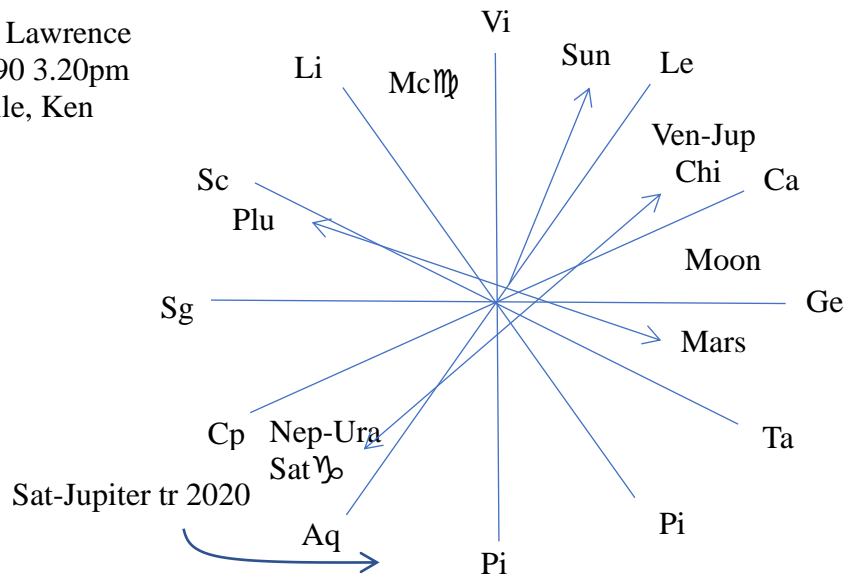 Lawrence
90 3.20pm
le, Ken
Vi
Sun
Le
Li
Mc♍
Ven-Jup
Chi
Ca
Sc
Plu
Moon
Sg
Ge
Mars
Cp
Nep-Ura
Sat♑
Ta
Sat-Jupiter tr 2020
Aq
Pi
Pi